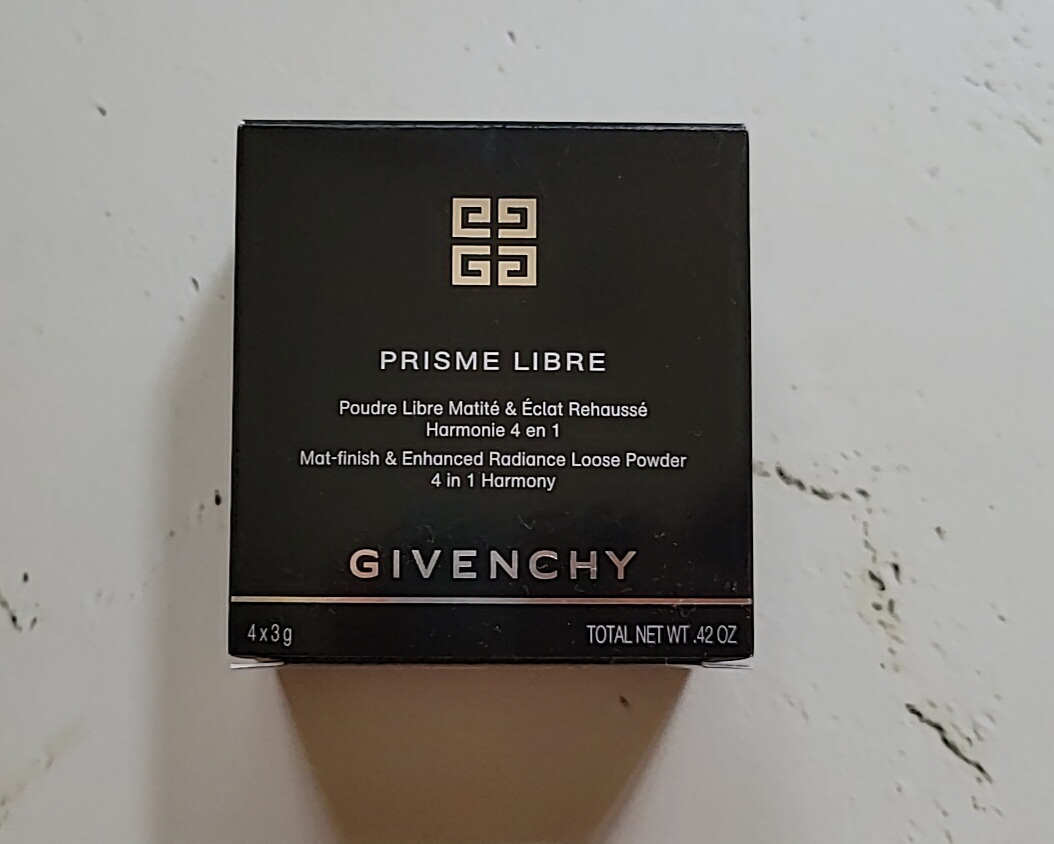 PRISME LIBRE
Poudre Libre Matité & Éclat Rehaussé
Harmonie 4 en 1
Mat-finish & Enhanced Radiance Loose Powder
4 in 1 Harmony
GIVENCHY
4 x 3 g TOTAL NET WT .42 OZ